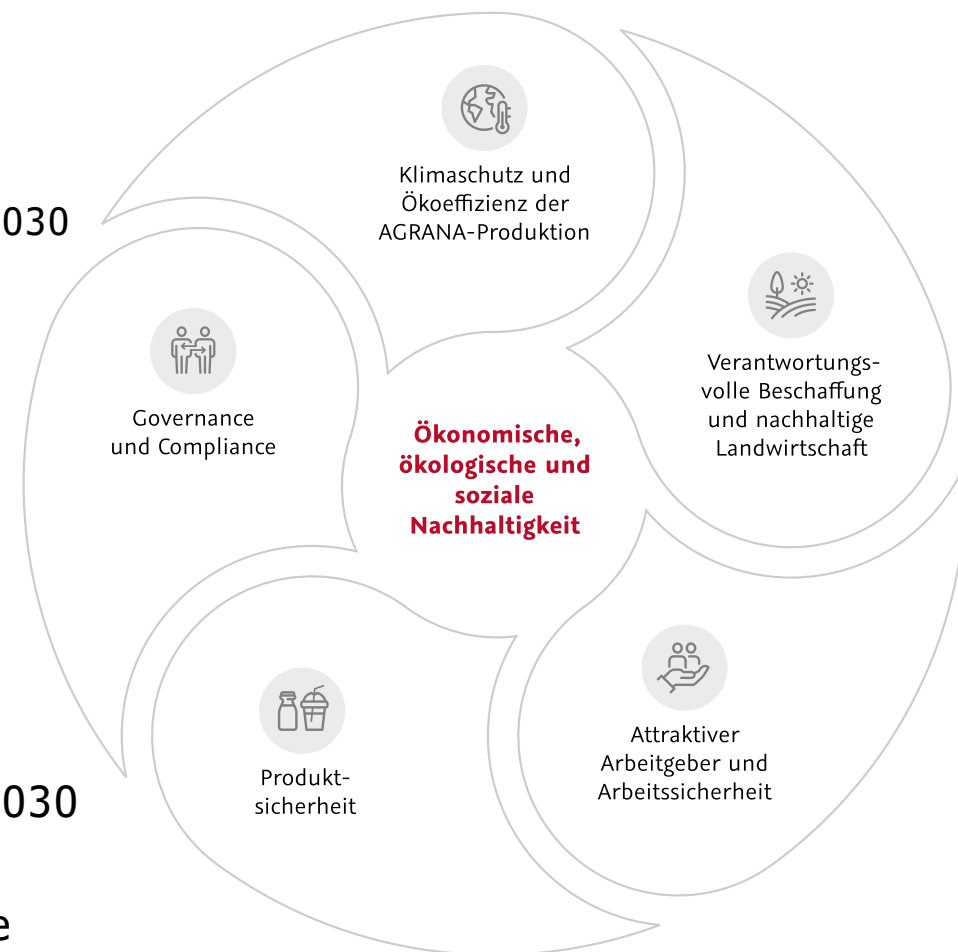 Klimaschutz und
Ökoeffizienz der
AGRANA-Produktion
030
Verantwortungs-
volle Beschaffung
und nachhaltige
Landwirtschaft
Governance
und Compliance
Ökonomische,
ökologische und
soziale
Nachhaltigkeit
Attraktiver
Arbeitgeber und
Arbeitssicherheit
Produkt-
sicherheit
030
e